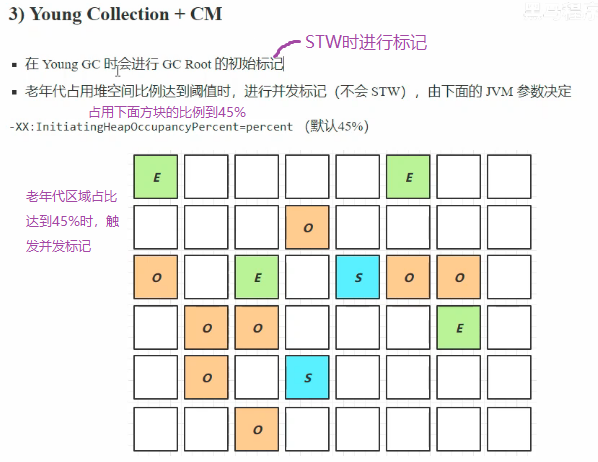 3) Young Collection + CM
STW时进行标记
▪ 在 Young GC 时会进行 GC Root 的初始标记
▪ 老年代占用堆空间比例达到阈值时，进行并发标记（不会 STW），由下面的 JVM 参数决定
占用下面方块的比例到45%
-XX:InitiatingHeapOccupancyPercent=percent （默认45%）
老年代区域占比
达到45%时，触
发并发标记
E E
O
O E S O O
O O E
O S
O